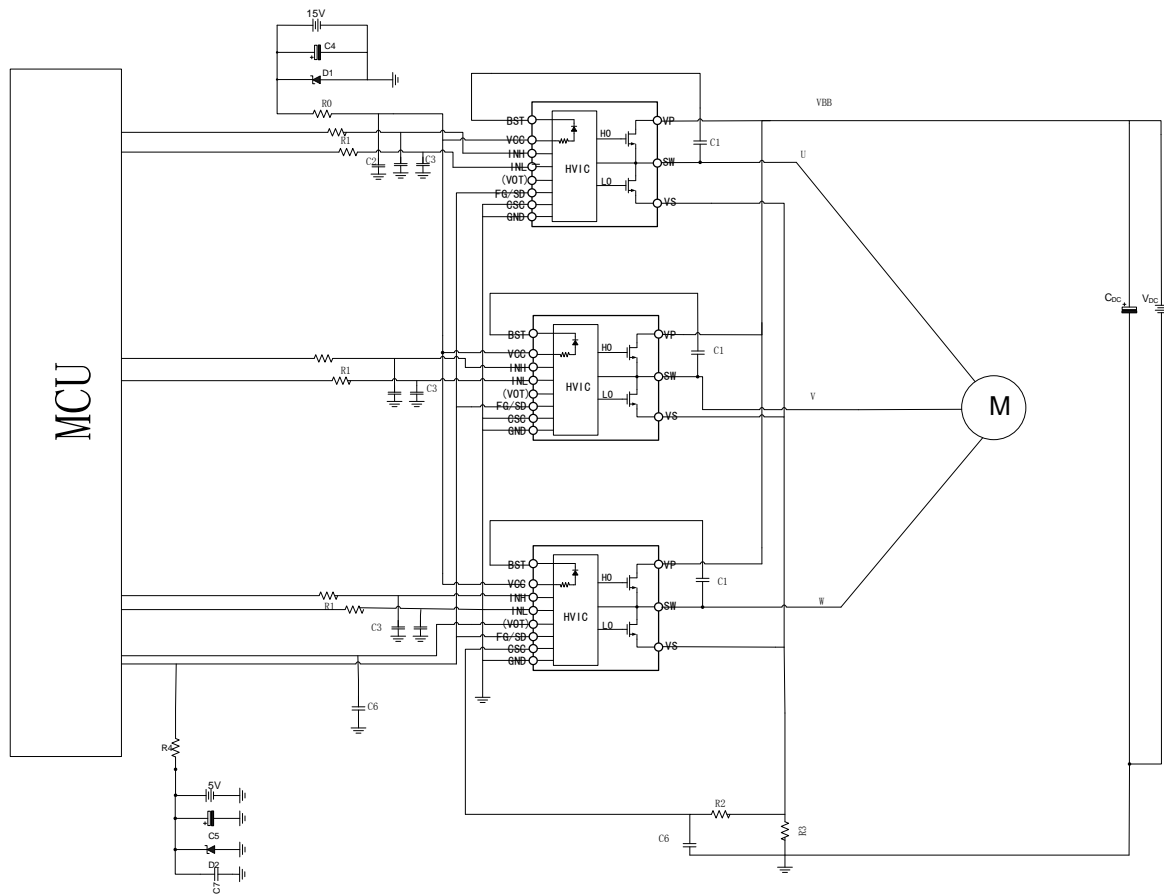 15V
C4
D1
R0
R1
C2
C3
MCU
BST
VCC
INH
INL
(VOT)
FG/SD
CSC
GND
HVIC
HO
LO
VP
SW
VS
C1
VBB
U
R1
C3
BST
VCC
INH
INL
(VOT)
FG/SD
CSC
GND
HVIC
HO
LO
VP
SW
VS
C1
V
M
CDC
VDC
R1
C3
BST
VCC
INH
INL
(VOT)
FG/SD
CSC
GND
HVIC
HO
LO
VP
SW
VS
C1
W
C6
R4
5V
C5
D2
C7
C6
R2
R3